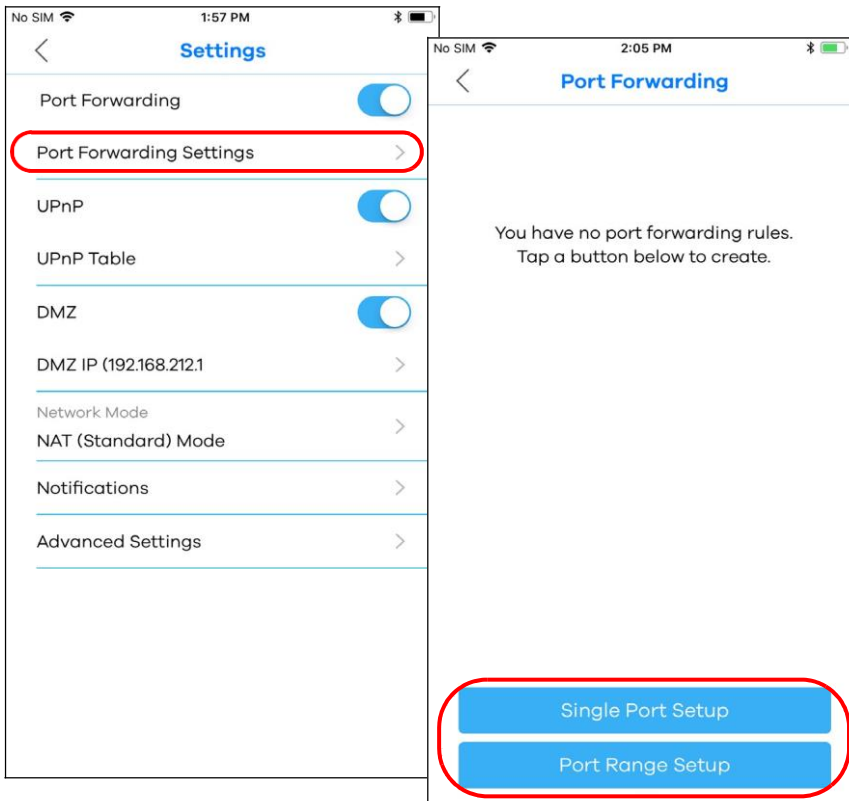 No SIM 1:57 PM
Settings
Port Forwarding
Port Forwarding Settings
UPnP
UPnP Table
DMZ
DMZ IP (192.168.212.1
Network Mode
NAT (Standard) Mode
Notifications
Advanced Settings
No SIM 2:05 PM
Port Forwarding
You have no port forwarding rules.
Tap a button below to create.
Single Port Setup
Port Range Setup